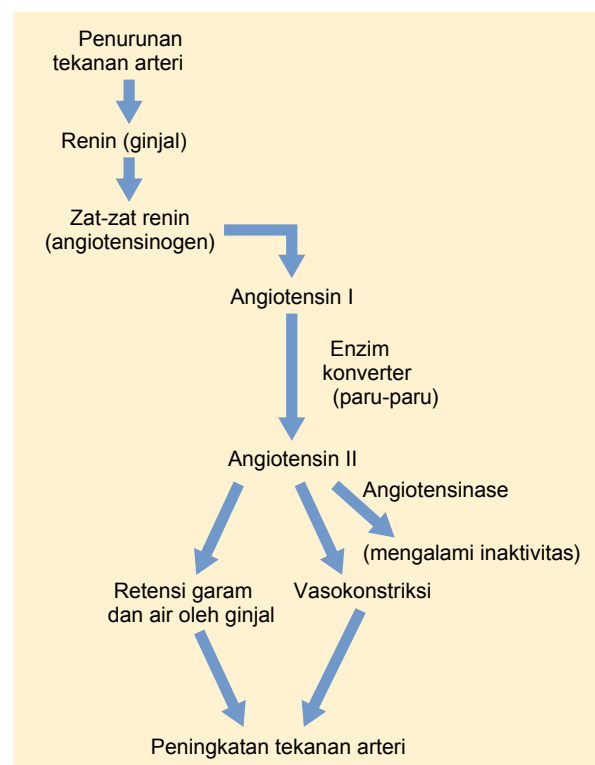 Penurunan
tekanan arteri
Renin (ginjal)
Zat-zat renin
(angiotensinogen)
Angiotensin I
Enzim
konverter
(paru-paru)
Angiotensin II
Angiotensinase
(mengalami inaktivitas)
Retensi garam
dan air oleh ginjal
Vasokonstriksi
Peningkatan tekanan arteri